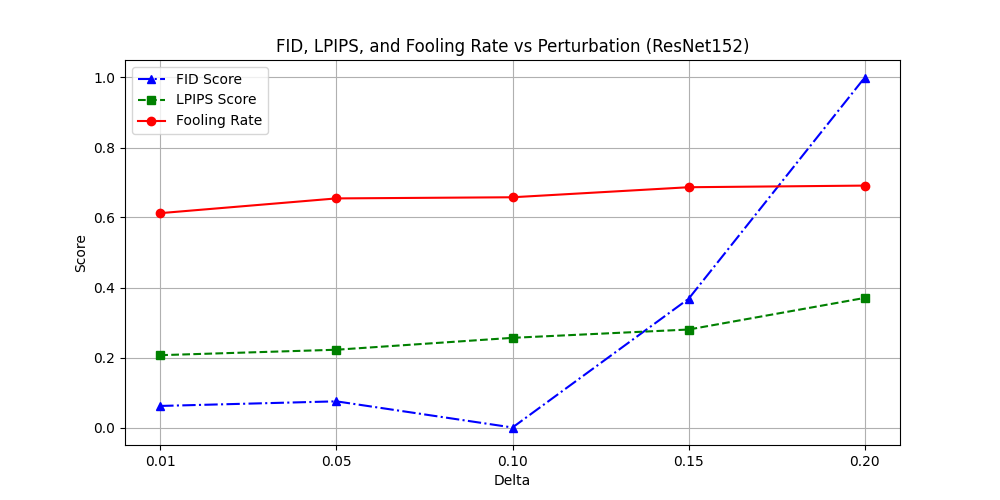 FID, LPIPS, and Fooling Rate vs Perturbation (ResNet152)
FID Score
LPIPS Score
Fooling Rate
1.0
0.8
0.6
0.4
0.2
0.0
Score
0.01 0.05 0.10 0.15 0.20
Delta